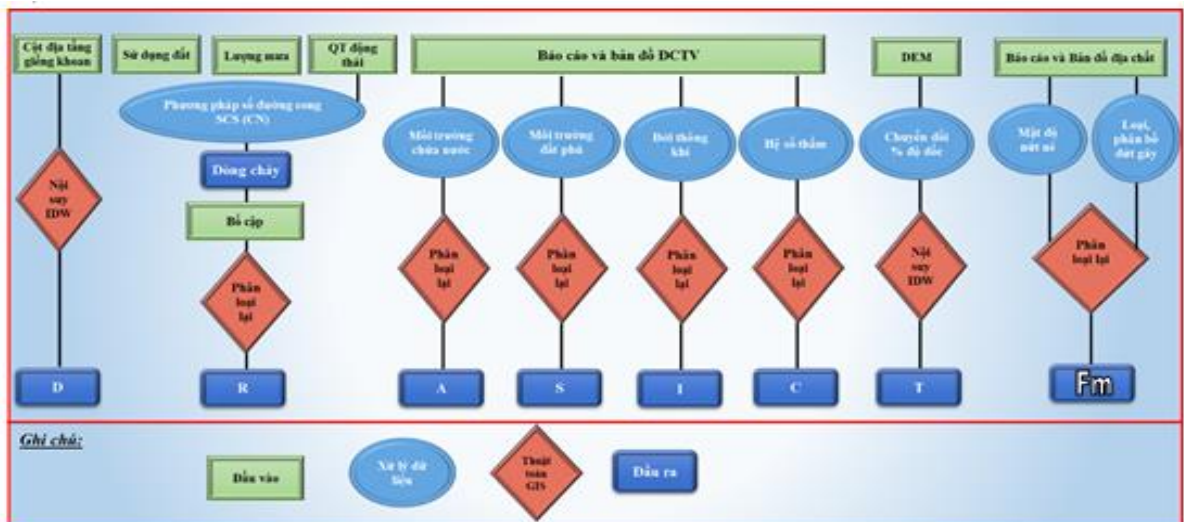 Cột địa tầng
giếng khoan
Sử dụng đất
Lượng mưa
QT động
thái
Báo cáo và bản đồ ĐCTV
DEM
Báo cáo và Bản đồ địa chất
Phương pháp số đường cong
SCS (CN)
Môi trường
chứa nước
Môi trường
đất phủ
Đới thông
khí
Hệ số thấm
Chuyển đổi
% độ dốc
Mật độ
nứt nẻ
Loại,
phân bố
đứt gãy
Dòng chảy
Nội
suy
IDW
Bổ cập
Phân
loại
lại
Phân
loại
lại
Phân
loại
lại
Phân
loại
lại
Phân
loại
lại
Nội
suy
IDW
Phân
loại lại
D
R
A
S
I
C
T
Fm
Ghi chú:
Đầu vào
Xử lý dữ
liệu
Thuật
toán
GIS
Đầu ra